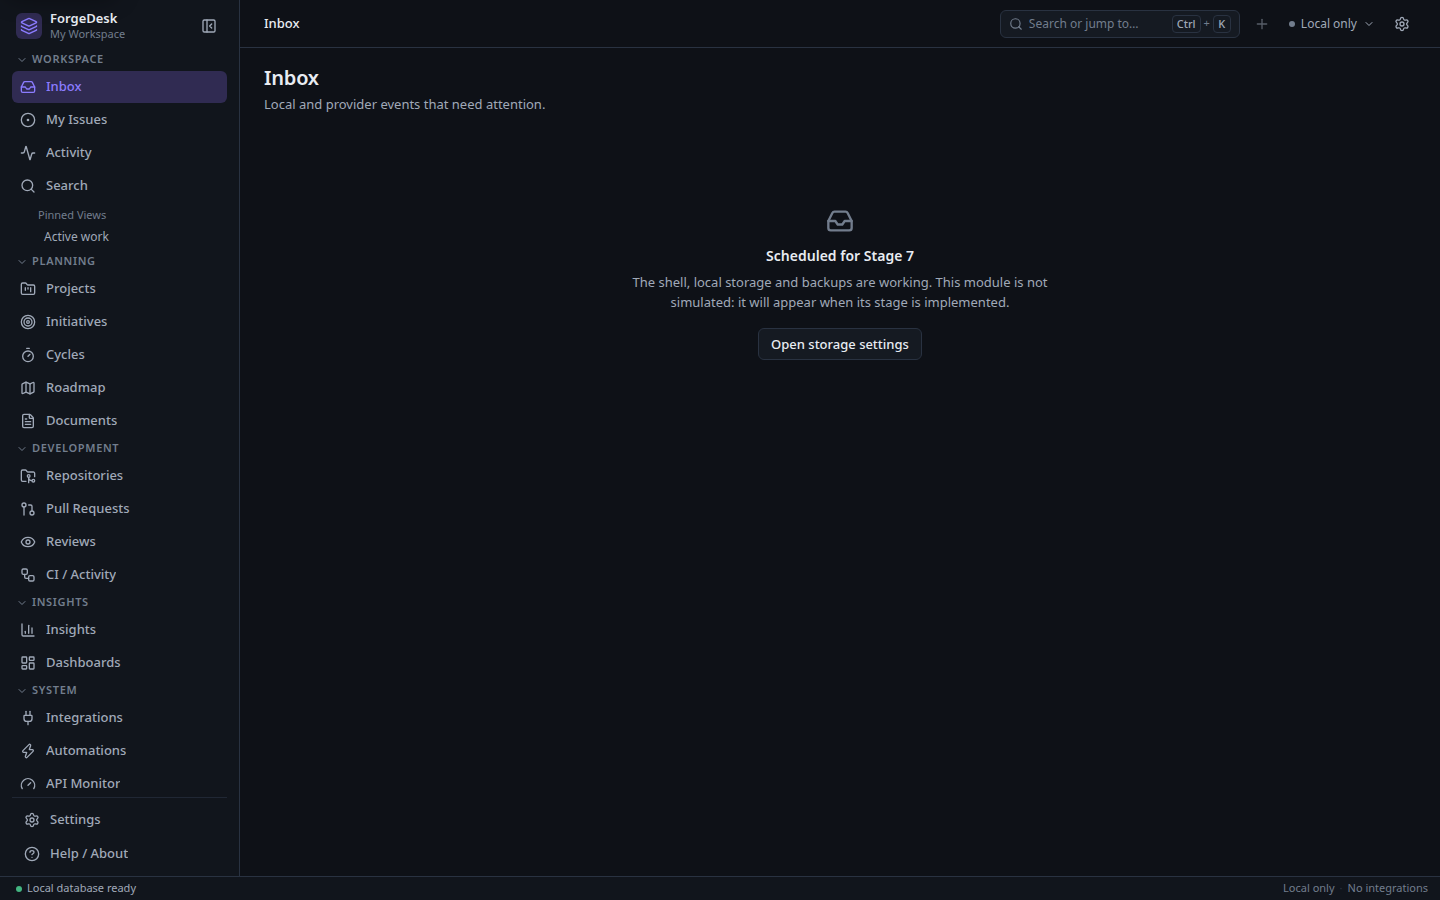 ForgeDesk
My Workspace
WORKSPACE
Inbox
My Issues
Activity
Search
Pinned Views
Active work
PLANNING
Projects
Initiatives
Cycles
Roadmap
Documents
DEVELOPMENT
Repositories
Pull Requests
Reviews
CI / Activity
INSIGHTS
Insights
Dashboards
SYSTEM
Integrations
Automations
API Monitor
Settings
Help / About
Inbox
Search or jump to... Ctrl + K
Local only
Inbox
Local and provider events that need attention.
Scheduled for Stage 7
The shell, local storage and backups are working. This module is not
simulated: it will appear when its stage is implemented.
Open storage settings
Local database ready
Local only · No integrations